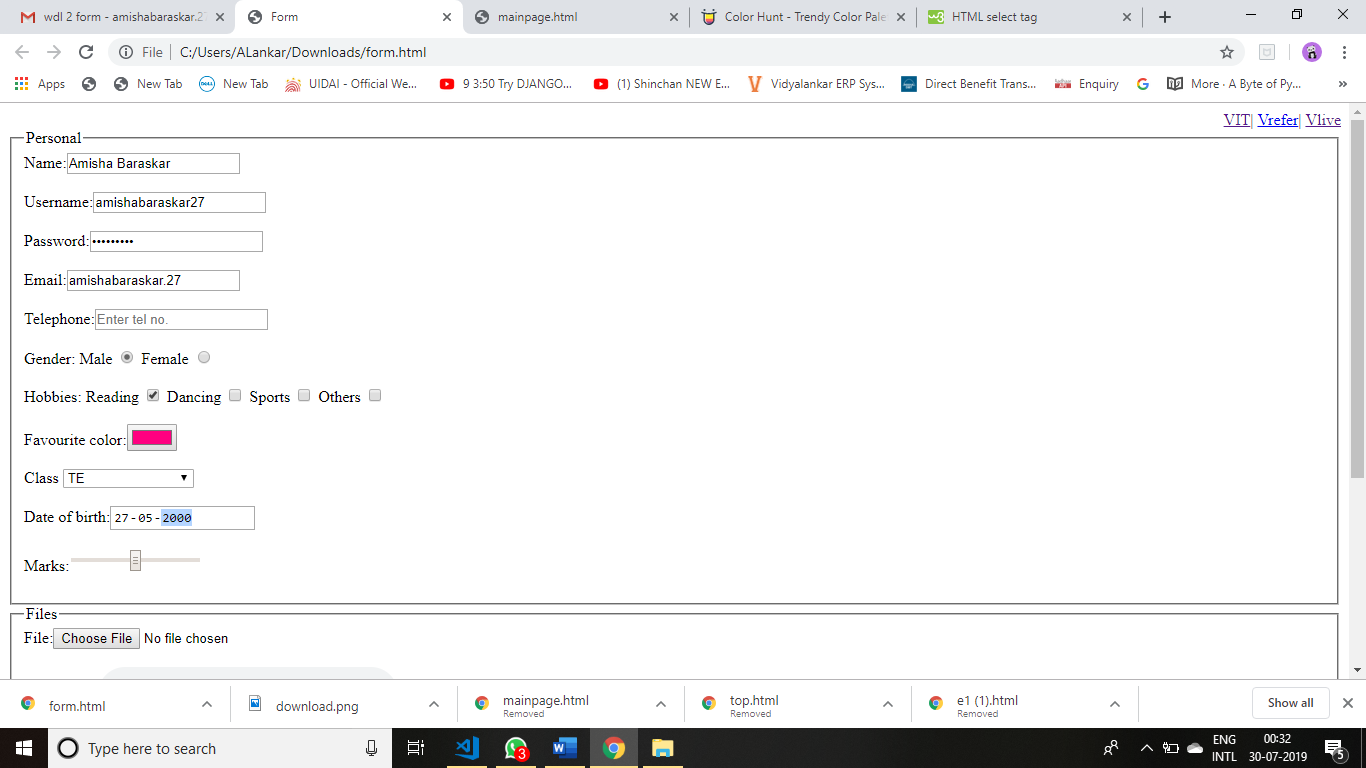 wdl 2 form - amishabaraskar.2 Form mainpage.html Color Hunt - Trendy Color Pale HTML select tag
File C:/Users/ALankar/Downloads/form.html
Apps New Tab New Tab UIDAI - Official We... 9 3:50 Try DJANGO... (1) Shinchan NEW E... Vidyalankar ERP Sys... Direct Benefit Trans... Enquiry More · A Byte of Py... »
VIT| Vrefer| Vlive
Personal
Name: Amisha Baraskar
Username: amishabaraskar27
Password: •••••••••
Email: amishabaraskar.27
Telephone: Enter tel no.
Gender: Male Female
Hobbies: Reading Dancing Sports Others
Favourite color:
Class TE
Date of birth: 27-05-2000
Marks:
Files
File: Choose File No file chosen
form.html download.png mainpage.html top.html e1 (1).html Show all
Removed Removed Removed
Type here to search 3 ENG 00:32
INTL 30-07-2019 5